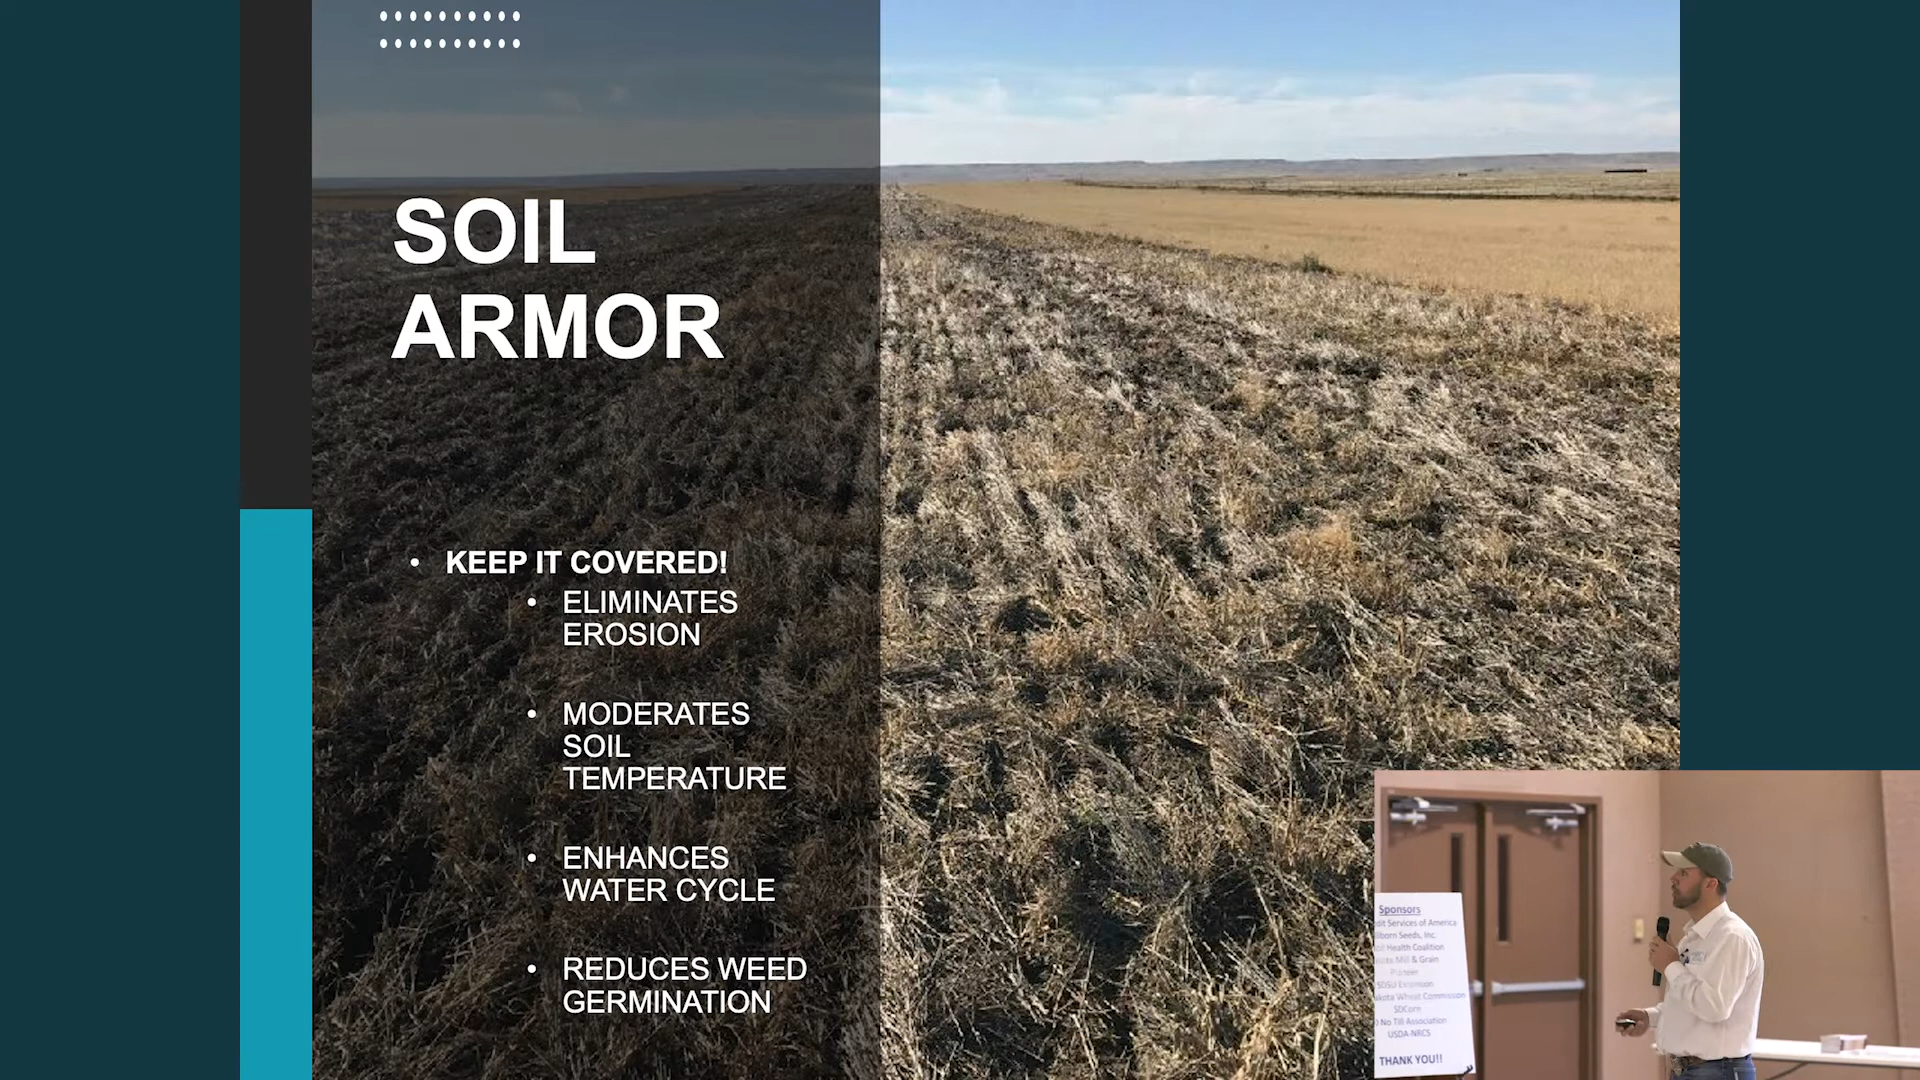 SOIL
ARMOR
• KEEP IT COVERED!
• ELIMINATES
EROSION
• MODERATES
SOIL
TEMPERATURE
• ENHANCES
WATER CYCLE
• REDUCES WEED
GERMINATION
Sponsors
Services of America
Seeds, Inc.
Health Coalition
Mill & Grain
Pioneer
SDSU Extension
Wheat Commission
SDCorn
No Till Association
USDA-NRCS
THANK YOU!!